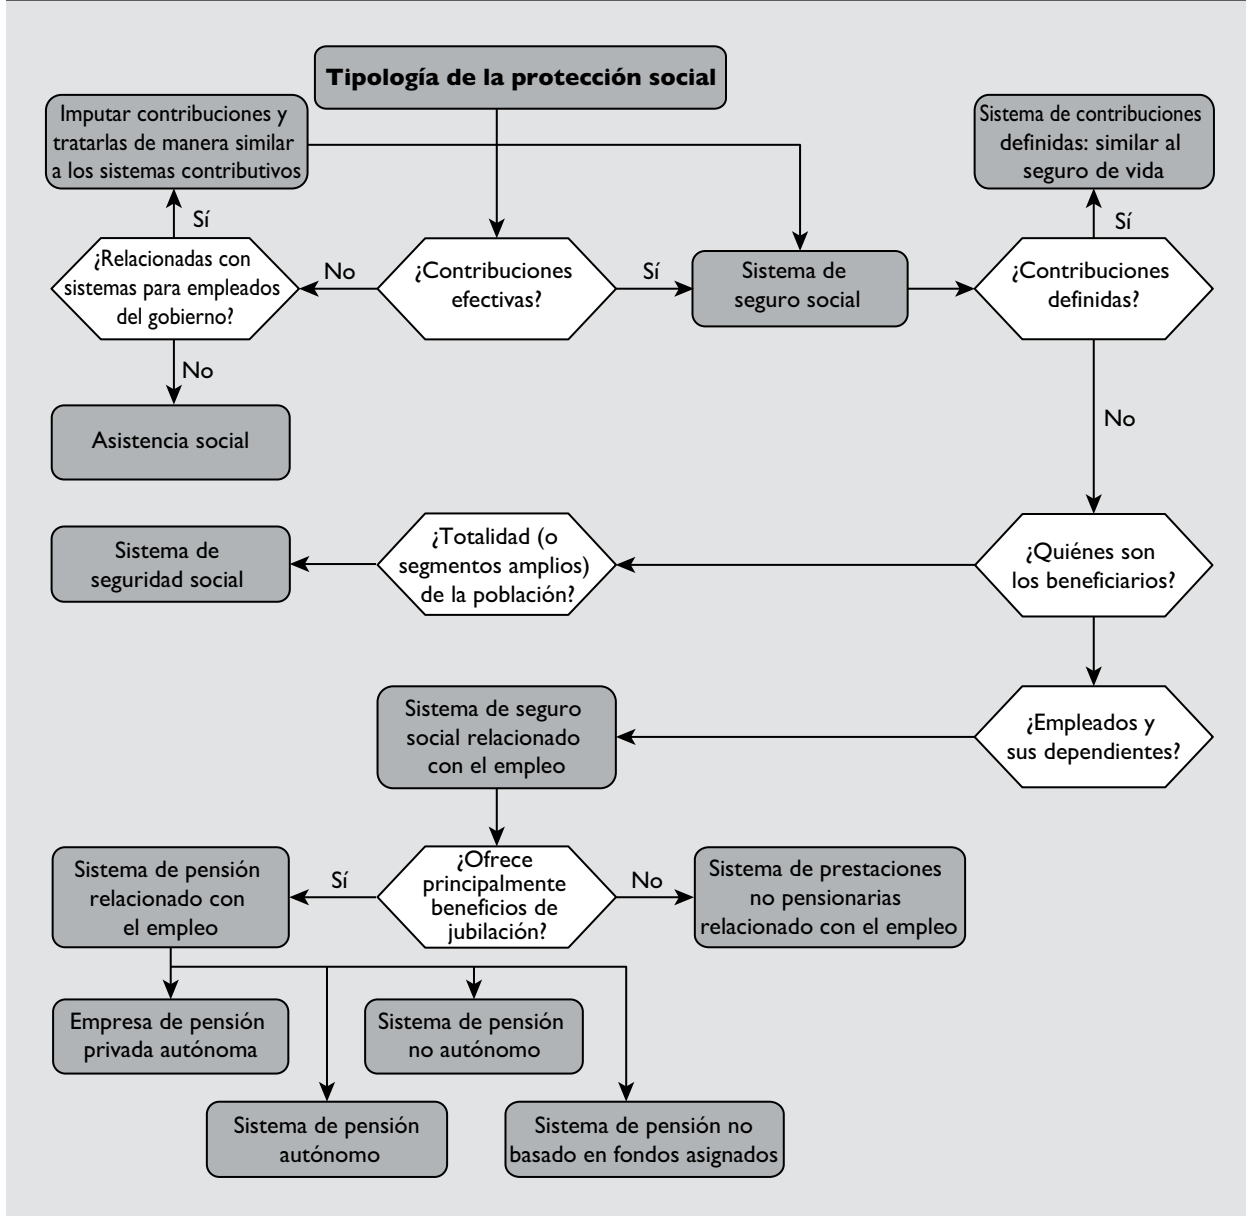 Tipología de la protección social
Imputar contribuciones y
tratarlas de manera similar
a los sistemas contributivos
Sistema de contribuciones
definidas: similar al
seguro de vida
Sí
Sí
¿Relacionadas con
sistemas para empleados
del gobierno?
No
¿Contribuciones
efectivas?
Sí
Sistema de
seguro social
¿Contribuciones
definidas?
No
No
Asistencia social
Sistema de
seguridad social
¿Totalidad (o
segmentos amplios)
de la población?
¿Quiénes son
los beneficiarios?
Sistema de seguro
social relacionado
con el empleo
¿Empleados y
sus dependientes?
Sistema de pensión
relacionado con
el empleo
Sí
¿Ofrece
principalmente
beneficios de
jubilación?
No
Sistema de prestaciones
no pensionarias
relacionado con el empleo
Empresa de pensión
privada autónoma
Sistema de pensión
no autónomo
Sistema de pensión
autónomo
Sistema de pensión no
basado en fondos asignados